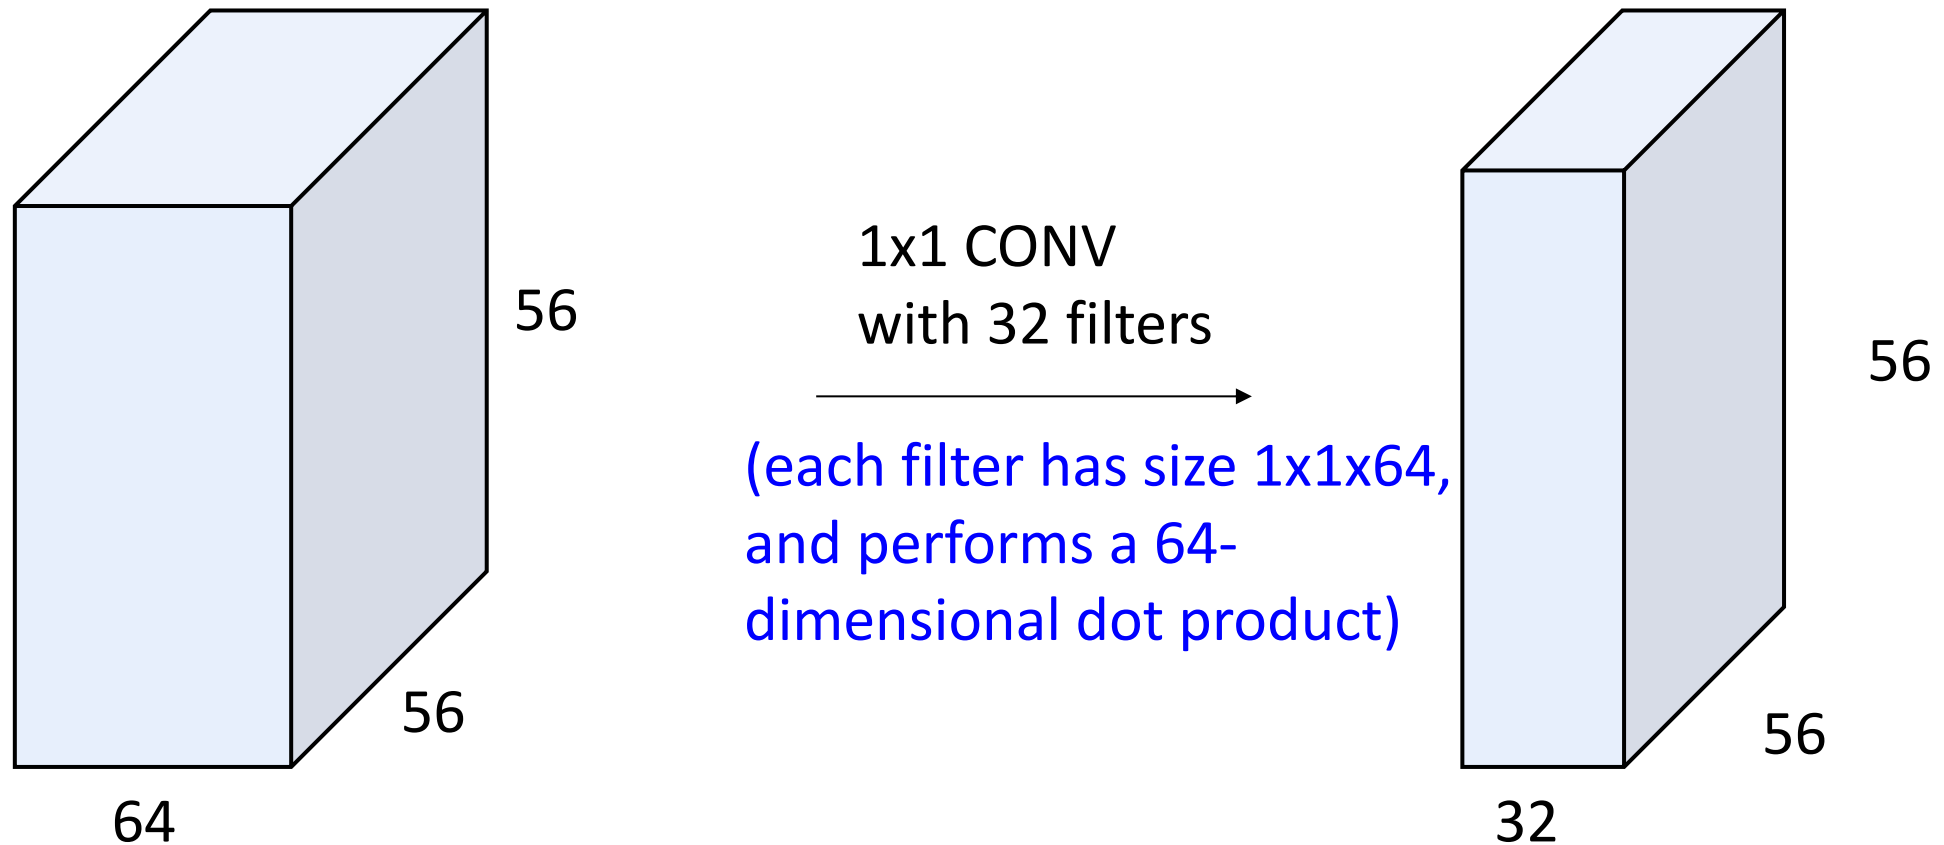 56
56
64
1x1 CONV
with 32 filters
(each filter has size 1x1x64,
and performs a 64-
dimensional dot product)
56
56
32